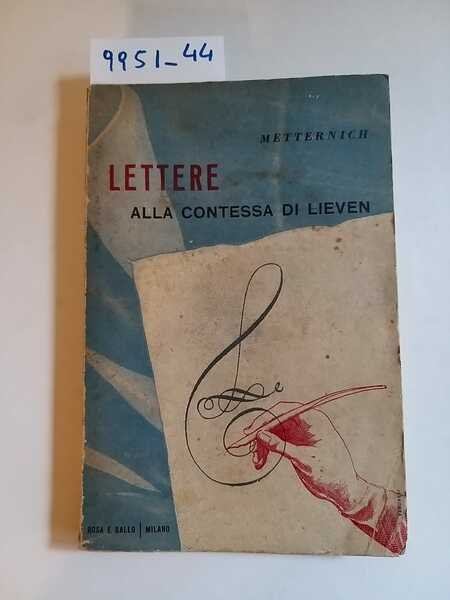 9951_44
METTERNICH
LETTERE
ALLA CONTESSA DI LIEVEN
ROSA E BALLO | MILANO